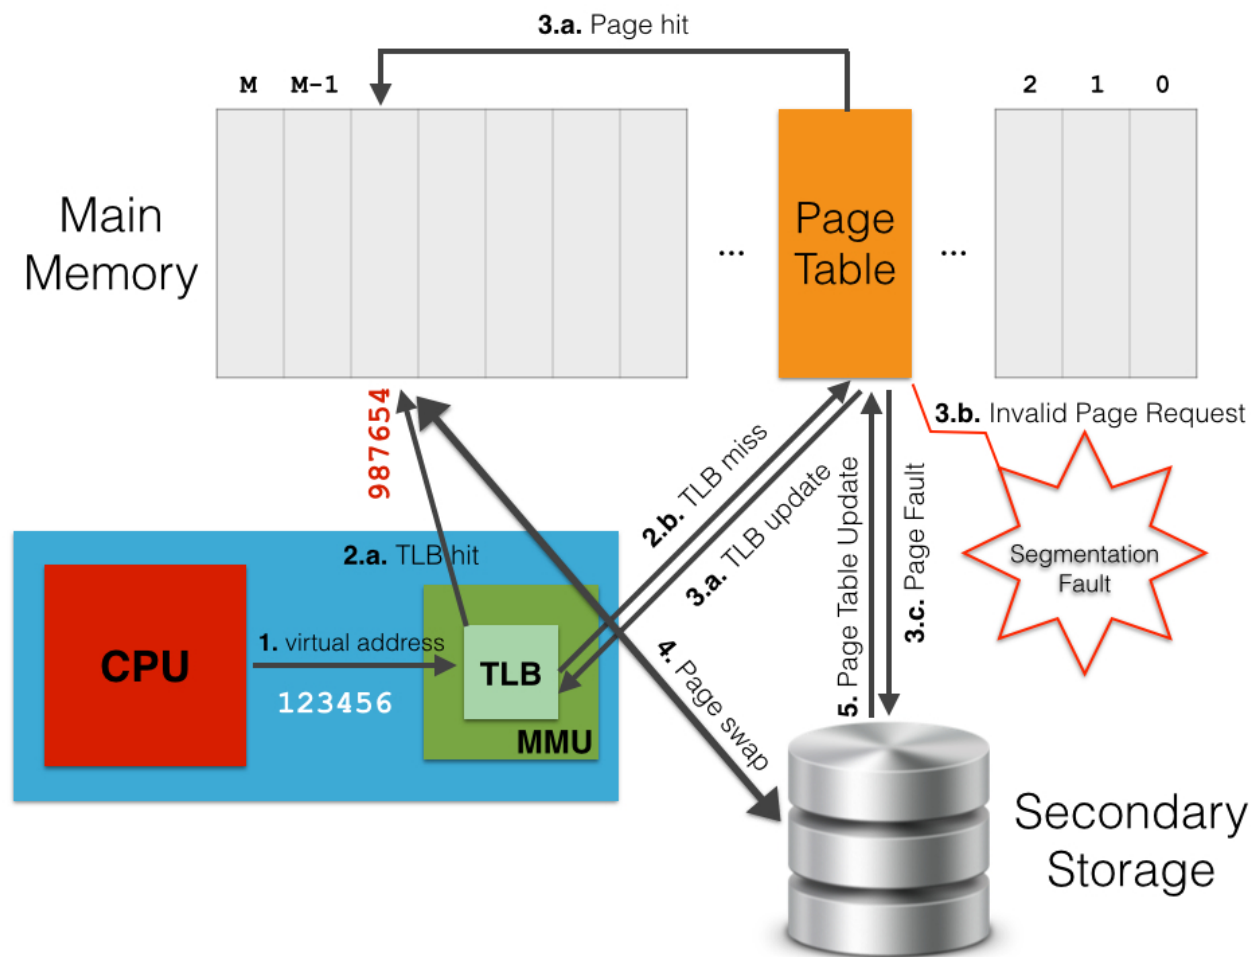 3.a. Page hit
M M-1
2 1 0
Main
Memory
...
Page
Table
...
987654
3.b. Invalid Page Request
2.b. TLB miss
3.a. TLB update
5. Page Table Update
3.c. Page Fault
Segmentation
Fault
2.a. TLB hit
CPU
1. virtual address
123456
TLB
MMU
4. Page swap
Secondary
Storage